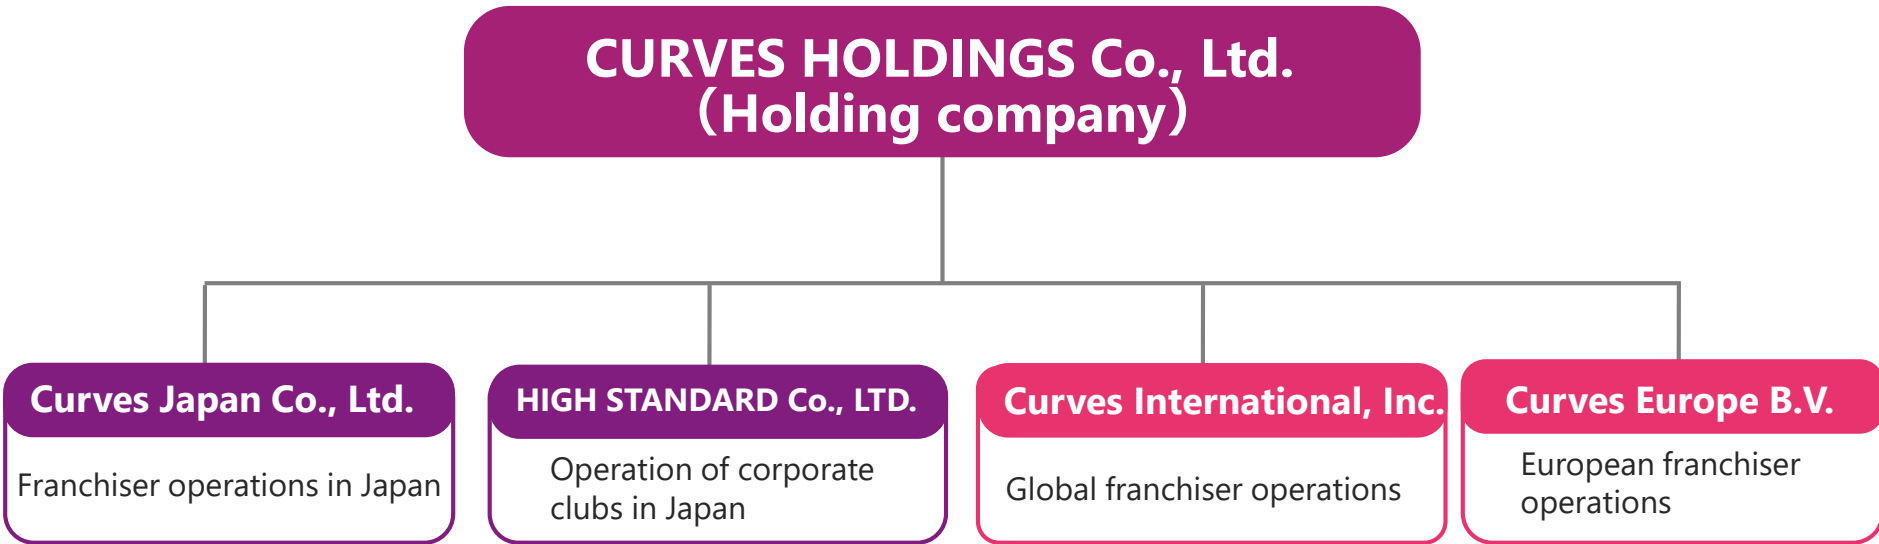 CURVES HOLDINGS Co., Ltd.
（Holding company）
Curves Japan Co., Ltd.
Franchiser operations in Japan
HIGH STANDARD Co., LTD.
Operation of corporate
clubs in Japan
Curves International, Inc.
Global franchiser operations
Curves Europe B.V.
European franchiser
operations